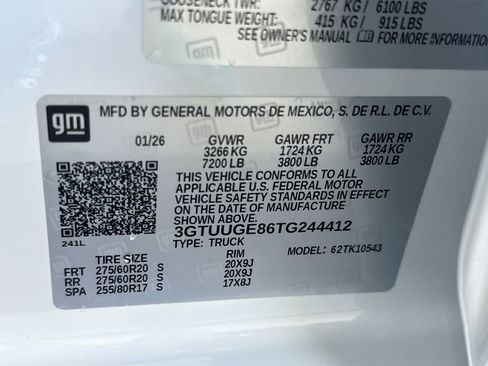 GOOSENECK TWR: 2767 KG / 6100 LBS
MAX TONGUE WEIGHT: 415 KG / 915 LBS
SEE OWNER'S MANUAL FOR MORE INFORMATION
gm
MFD BY GENERAL MOTORS DE MEXICO, S. DE R.L. DE C.V.
01/26 GVWR GAWR FRT GAWR RR
3266 KG 1724 KG 1724 KG
7200 LB 3800 LB 3800 LB
THIS VEHICLE CONFORMS TO ALL
APPLICABLE U.S. FEDERAL MOTOR
VEHICLE SAFETY STANDARDS IN EFFECT
ON THE DATE OF MANUFACTURE
SHOWN ABOVE.
3GTUUGE86TG244412
241L
TYPE: TRUCK MODEL: 62TK10543
TIRE SIZE RIM
FRT 275/60R20 S 20X9J
RR 275/60R20 S 20X9J
SPA 255/80R17 S 17X8J